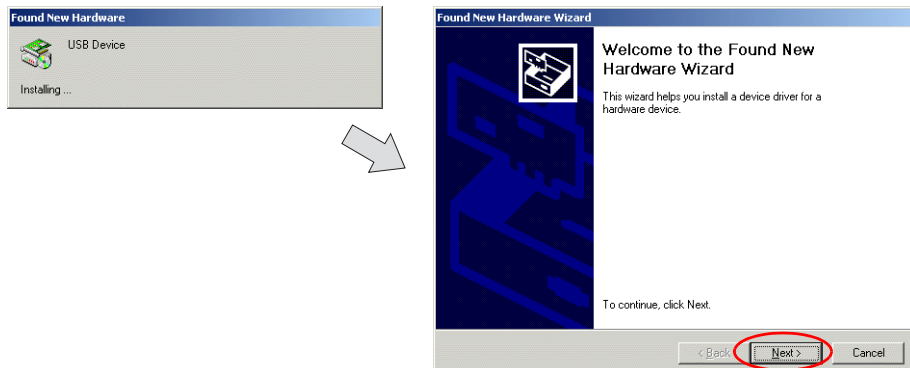 Found New Hardware
USB Device
Installing ...
Found New Hardware Wizard
Welcome to the Found New
Hardware Wizard
This wizard helps you install a device driver for a
hardware device.
To continue, click Next.
< Back
Next >
Cancel